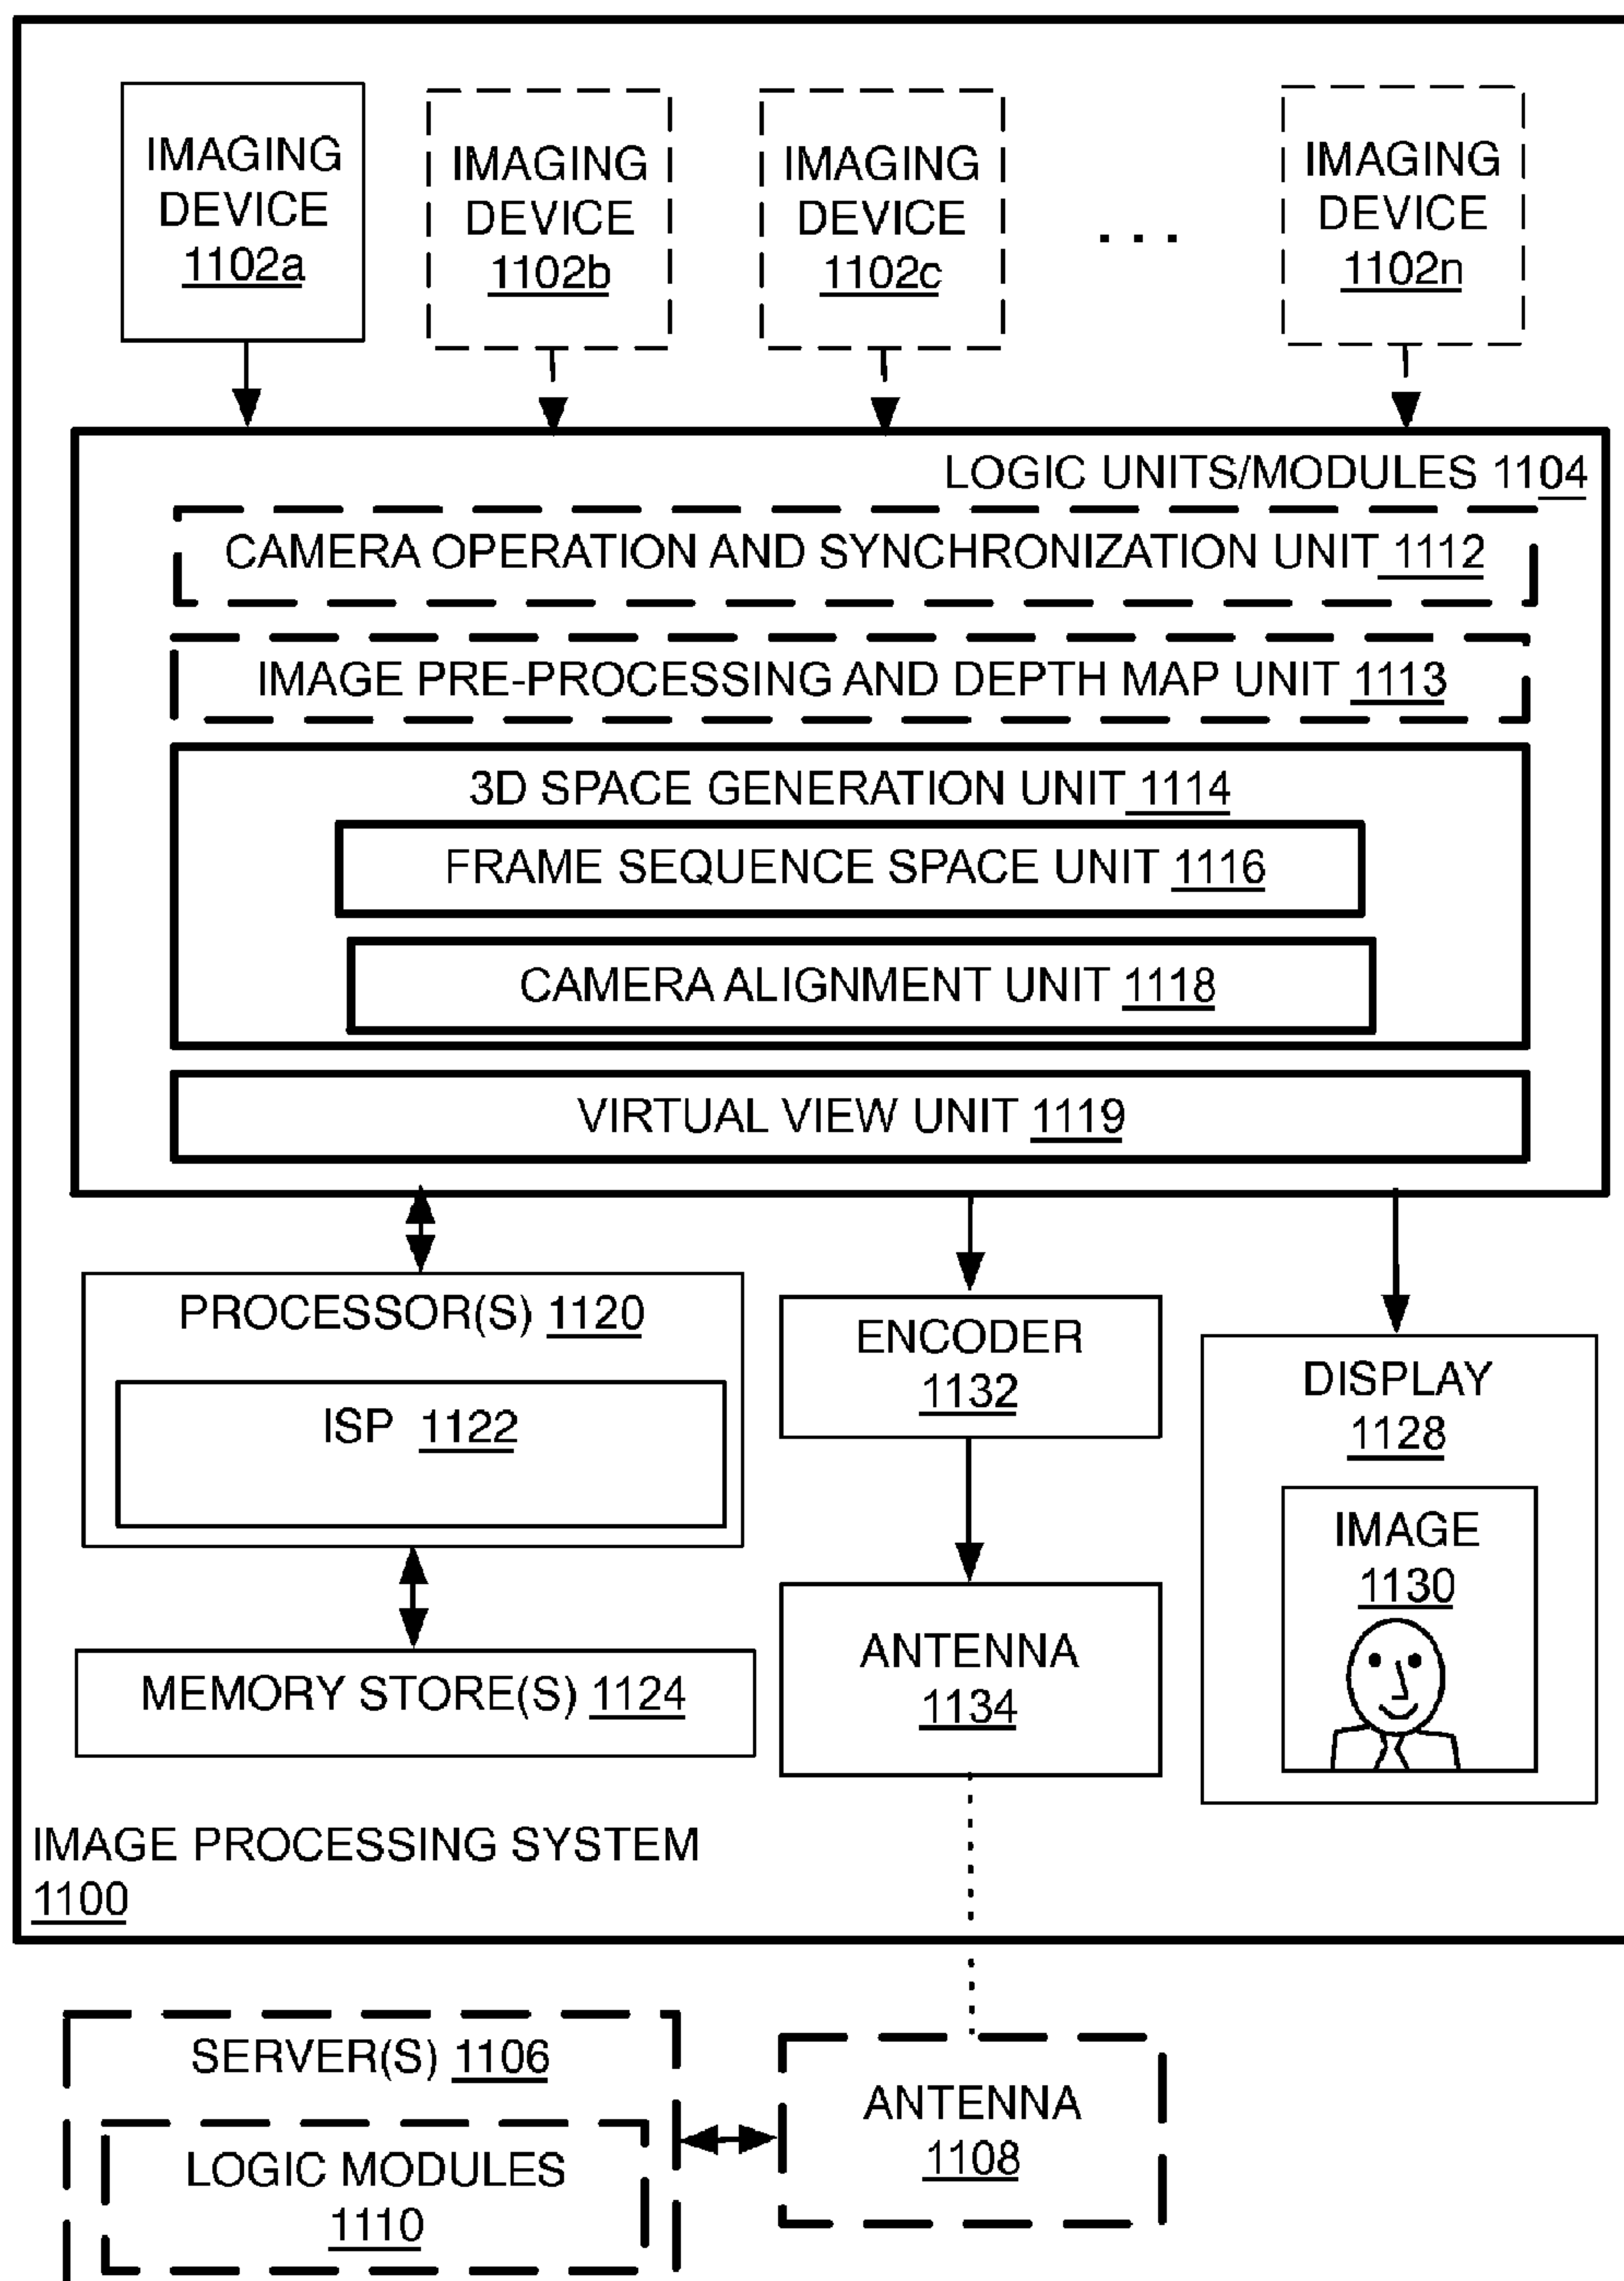 IMAGING
DEVICE
1102a
IMAGING
DEVICE
1102b
IMAGING
DEVICE
1102c
. . .
IMAGING
DEVICE
1102n
LOGIC UNITS/MODULES 1104
CAMERA OPERATION AND SYNCHRONIZATION UNIT 1112
IMAGE PRE-PROCESSING AND DEPTH MAP UNIT 1113
3D SPACE GENERATION UNIT 1114
FRAME SEQUENCE SPACE UNIT 1116
CAMERA ALIGNMENT UNIT 1118
VIRTUAL VIEW UNIT 1119
PROCESSOR(S) 1120
ISP 1122
MEMORY STORE(S) 1124
ENCODER
1132
ANTENNA
1134
DISPLAY
1128
IMAGE
1130
IMAGE PROCESSING SYSTEM
1100
SERVER(S) 1106
LOGIC MODULES
1110
ANTENNA
1108